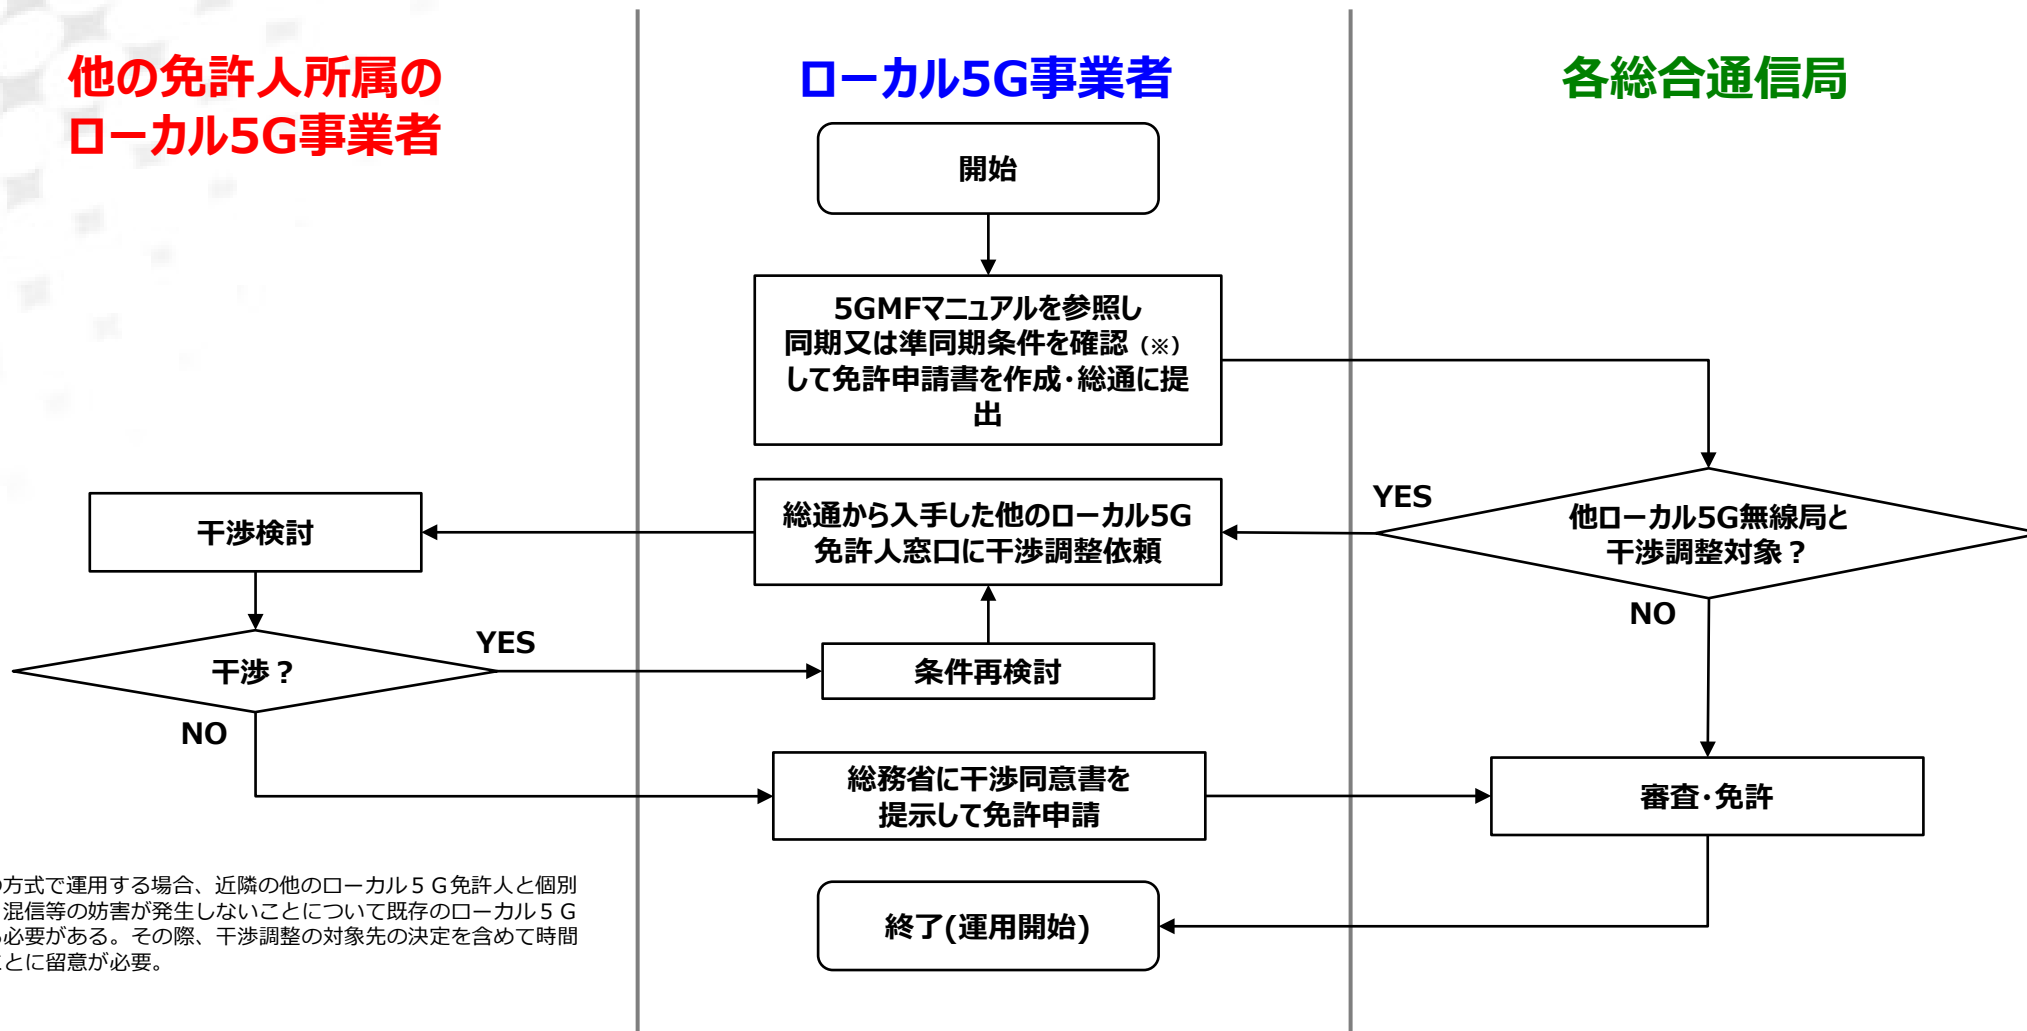 他の免許人所属の
ローカル5G事業者
ローカル5G事業者
各総合通信局
開始
5GMFマニュアルを参照し
同期又は準同期条件を確認（※）
して免許申請書を作成・総通に提
出
他ローカル5G無線局と
干渉調整対象？
YES
NO
総通から入手した他のローカル5G
免許人窓口に干渉調整依頼
干渉検討
干渉？
YES
NO
条件再検討
総務省に干渉同意書を
提示して免許申請
審査・免許
終了(運用開始)
の方式で運用する場合、近隣の他のローカル５Ｇ免許人と個別
混信等の妨害が発生しないことについて既存のローカル５Ｇ
必要がある。その際、干渉調整の対象先の決定を含めて時間
ことに留意が必要。